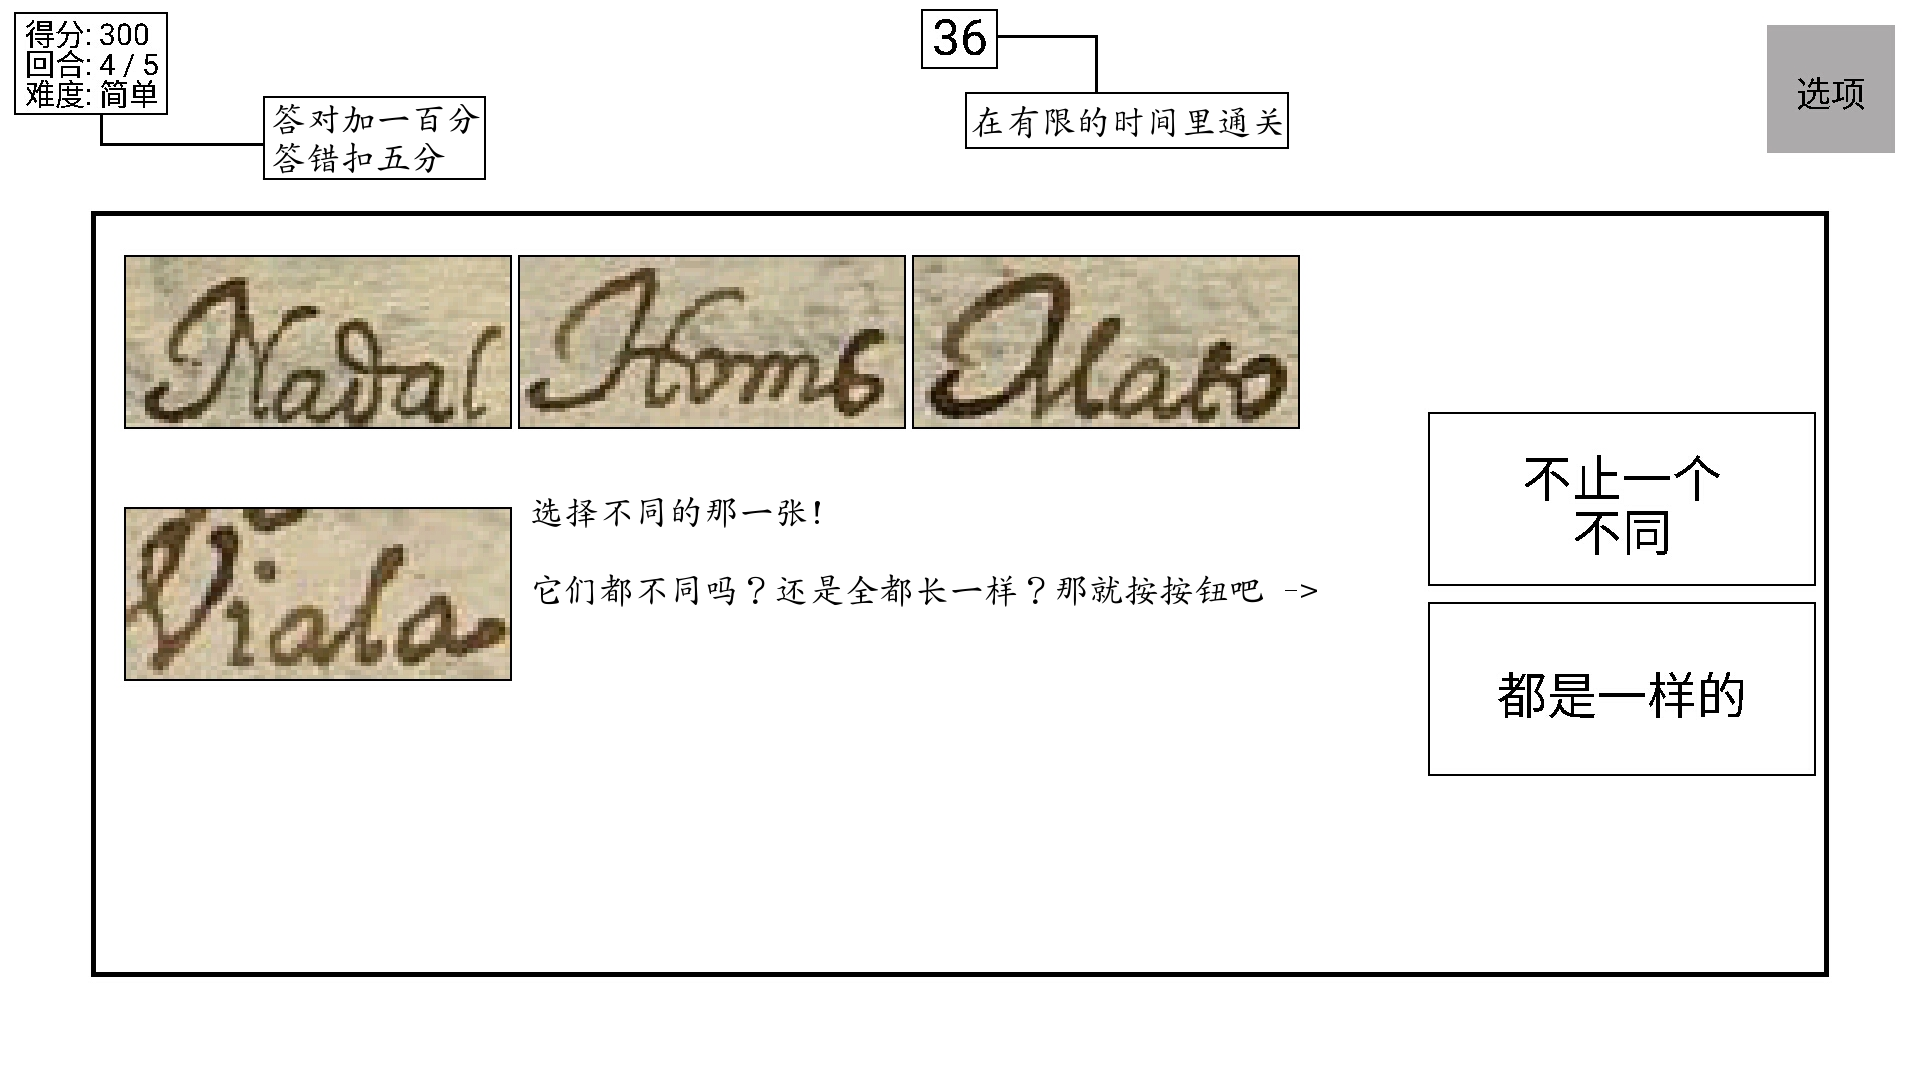 得分: 300
回合: 4 / 5
难度: 简单
答对加一百分
答错扣五分
36
在有限的时间里通关
选项
Nadal
Viala
选择不同的那一张!
它们都不同吗？还是全都长一样？那就按按钮吧 ->
不止一个
不同
都是一样的